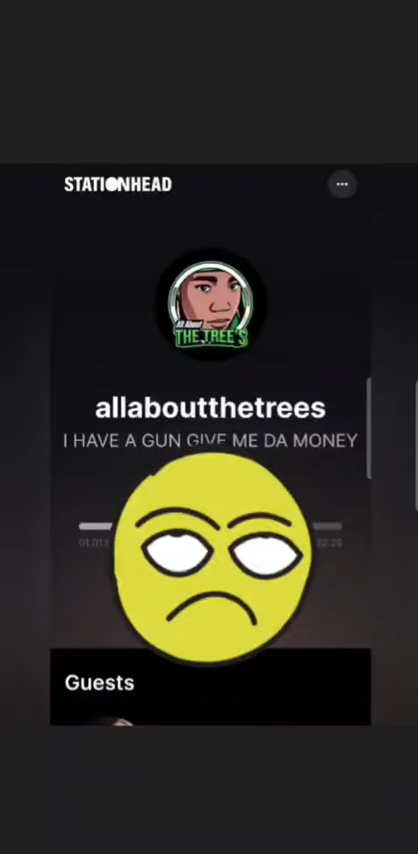 STATIONHEAD
All About
THE TREE'S
allaboutthetrees
I HAVE A GUN GIVE ME DA MONEY
Guests